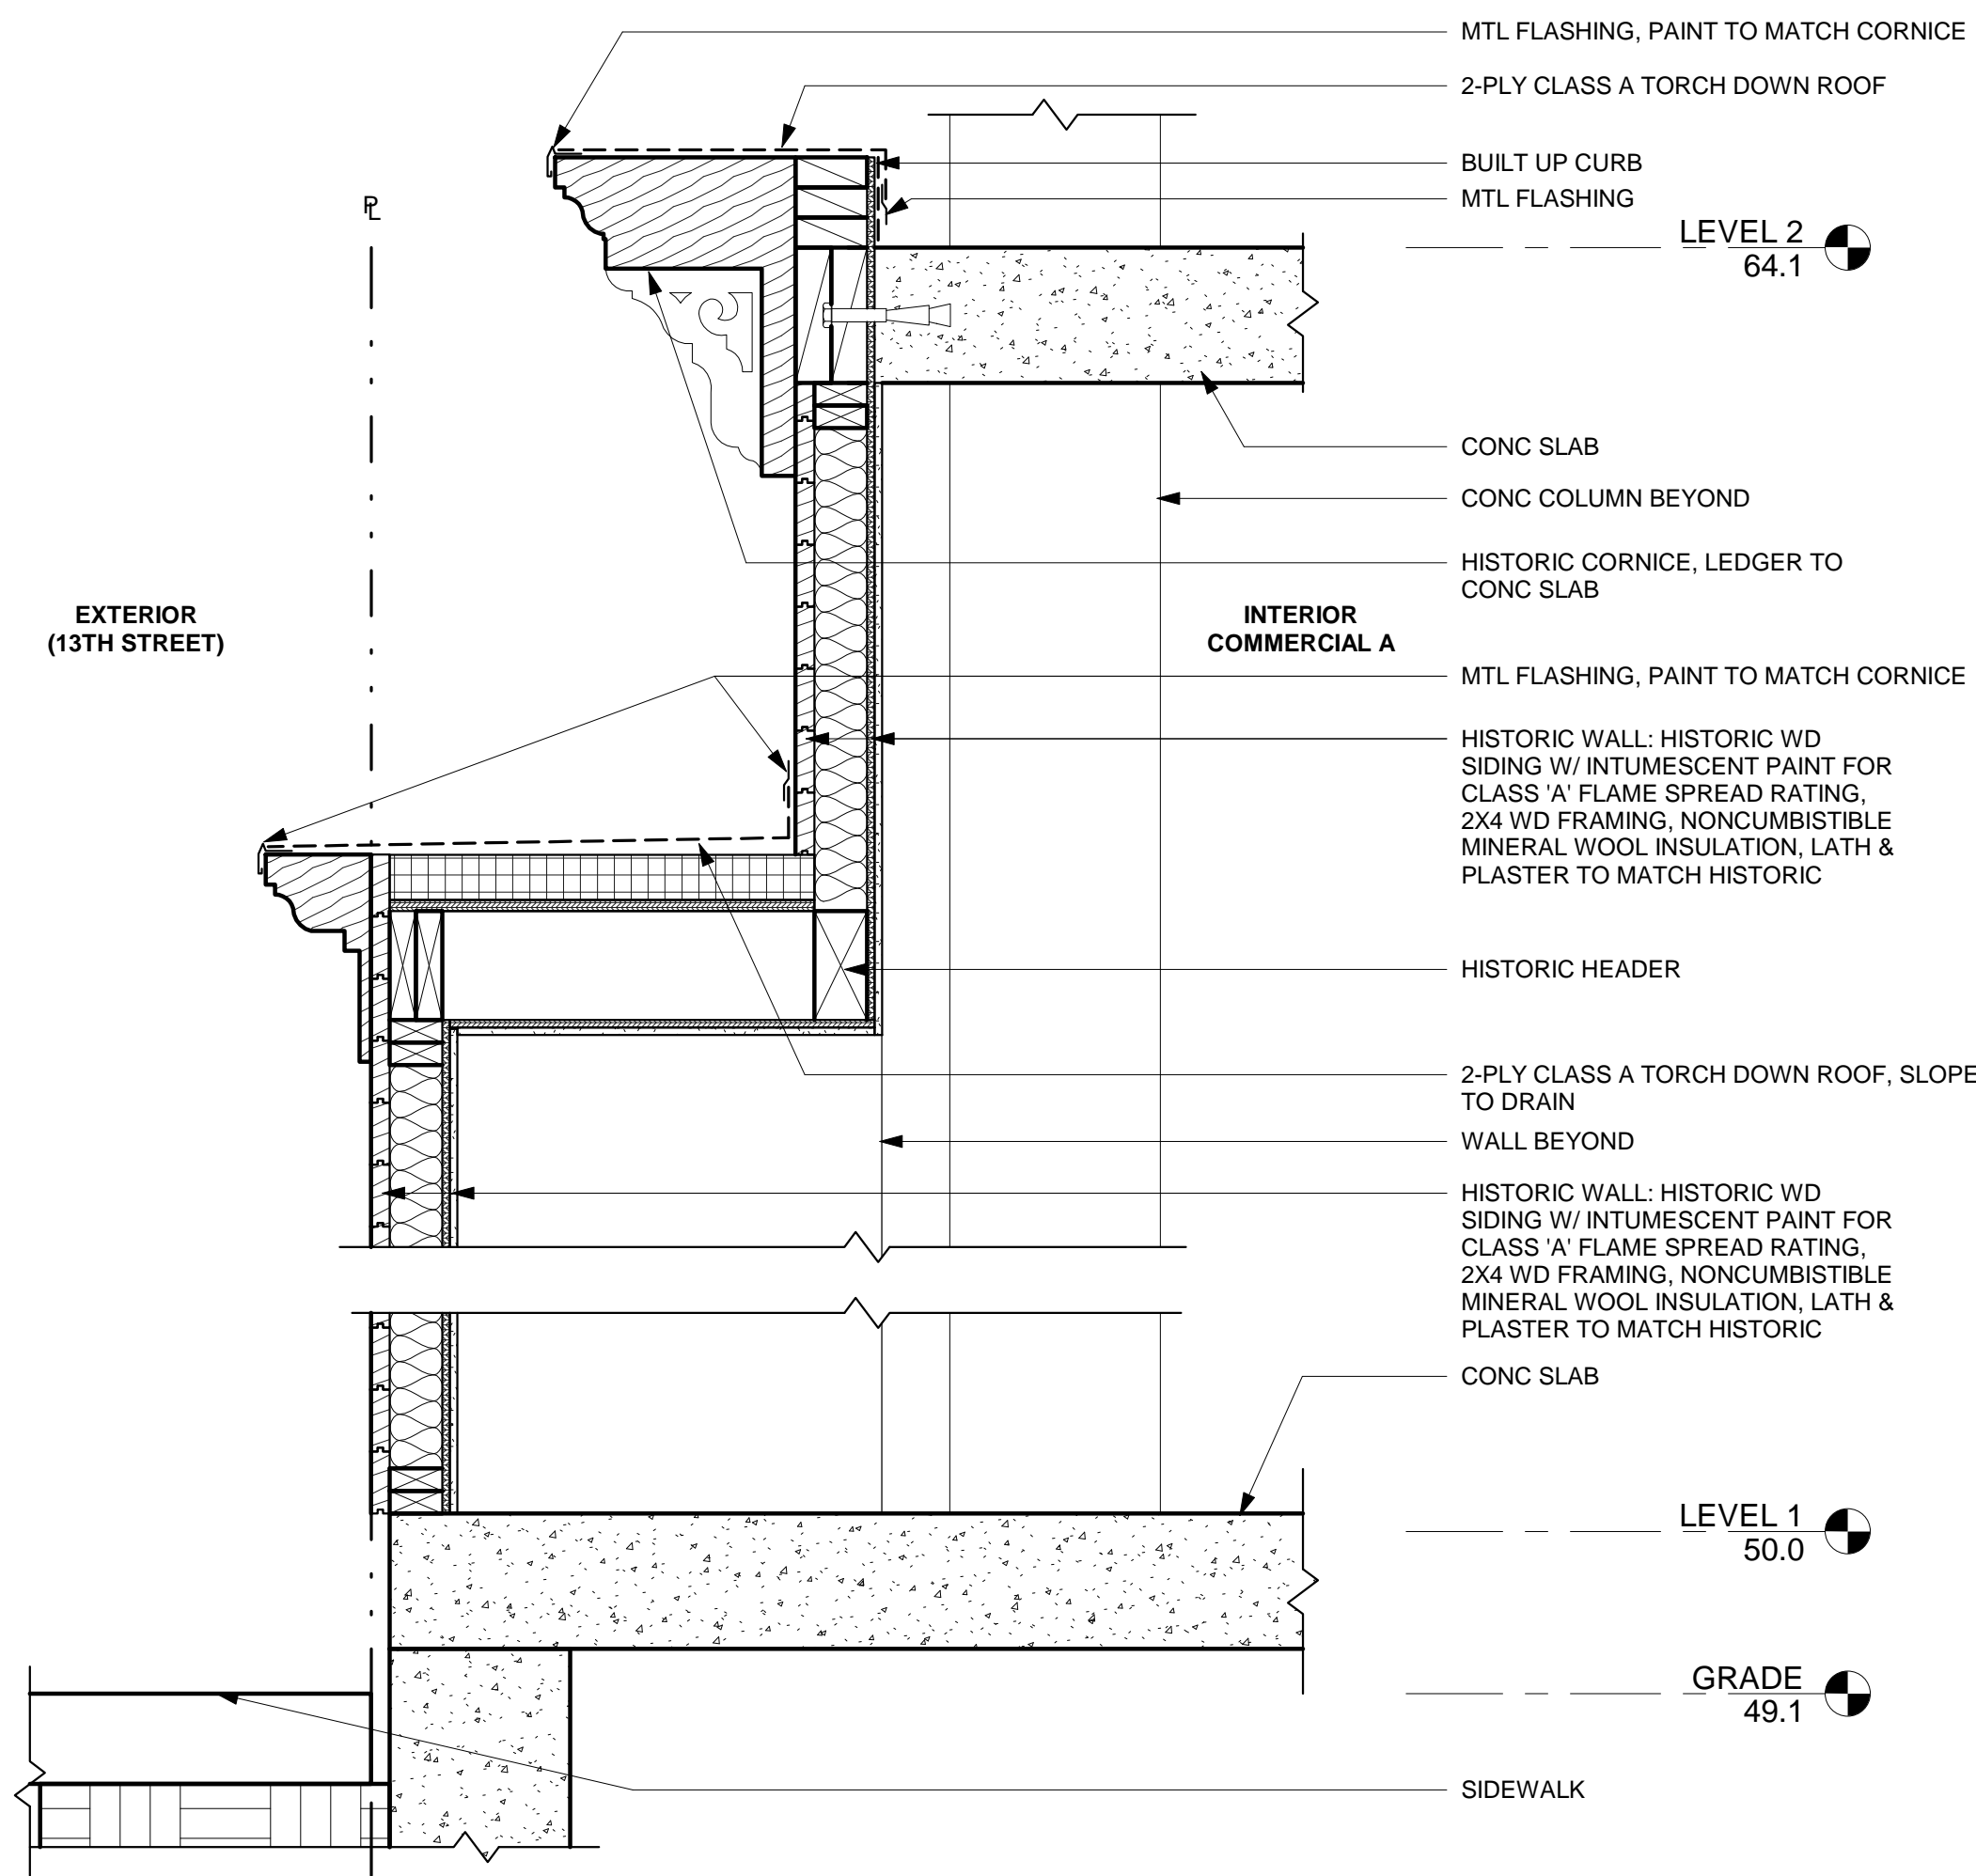 MTL FLASHING, PAINT TO MATCH CORNICE
2-PLY CLASS A TORCH DOWN ROOF
BUILT UP CURB
MTL FLASHING
PL
LEVEL 2
64.1
CONC SLAB
CONC COLUMN BEYOND
HISTORIC CORNICE, LEDGER TO
CONC SLAB
EXTERIOR
(13TH STREET)
INTERIOR
COMMERCIAL A
MTL FLASHING, PAINT TO MATCH CORNICE
HISTORIC WALL: HISTORIC WD
SIDING W/ INTUMESCENT PAINT FOR
CLASS 'A' FLAME SPREAD RATING,
2X4 WD FRAMING, NONCUMBISTIBLE
MINERAL WOOL INSULATION, LATH &
PLASTER TO MATCH HISTORIC
HISTORIC HEADER
2-PLY CLASS A TORCH DOWN ROOF, SLOPE
TO DRAIN
WALL BEYOND
HISTORIC WALL: HISTORIC WD
SIDING W/ INTUMESCENT PAINT FOR
CLASS 'A' FLAME SPREAD RATING,
2X4 WD FRAMING, NONCUMBISTIBLE
MINERAL WOOL INSULATION, LATH &
PLASTER TO MATCH HISTORIC
CONC SLAB
LEVEL 1
50.0
GRADE
49.1
SIDEWALK